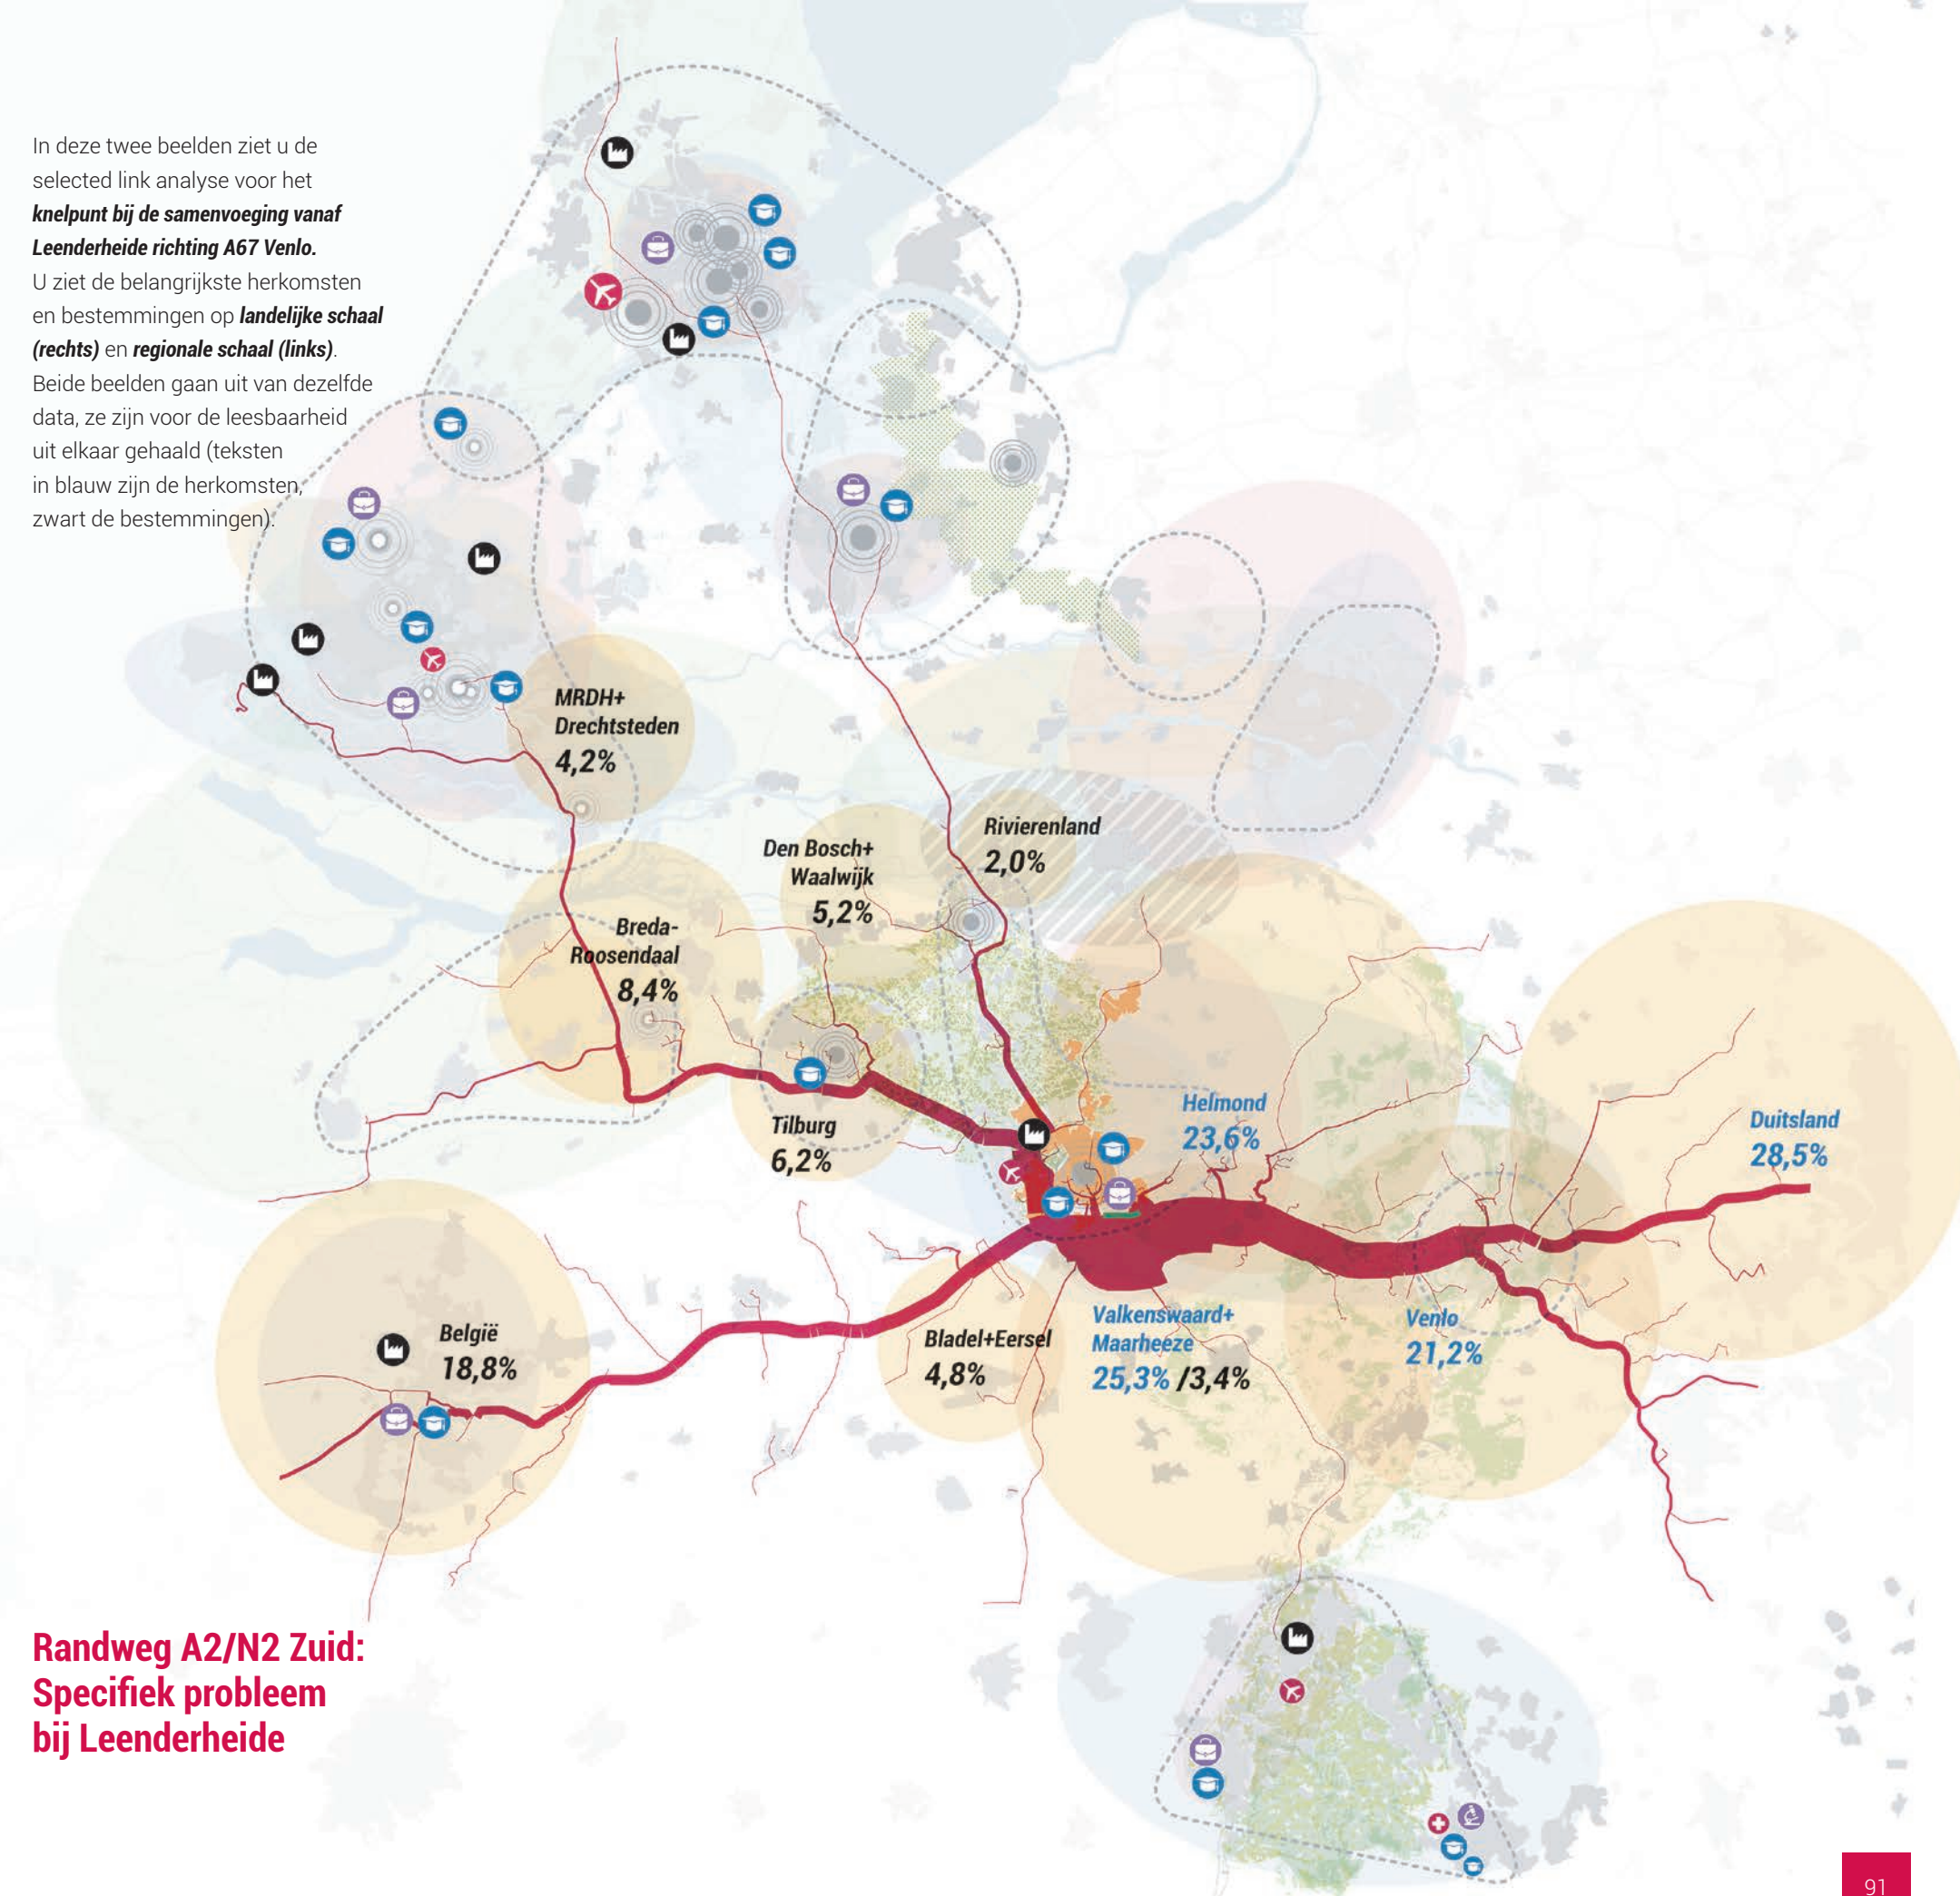 In deze twee beelden ziet u de
selected link analyse voor het
knelpunt bij de samenvoeging vanaf
Leenderheide richting A67 Venlo.
U ziet de belangrijkste herkomsten
en bestemmingen op landelijke schaal
(rechts) en regionale schaal (links).
Beide beelden gaan uit van dezelfde
data, ze zijn voor de leesbaarheid
uit elkaar gehaald (teksten
in blauw zijn de herkomsten,
zwart de bestemmingen).
MRDH+
Drechtsteden
4,2%
Rivierenland
2,0%
Den Bosch+
Waalwijk
5,2%
Breda-
Roosendaal
8,4%
Tilburg
6,2%
Helmond
23,6%
Duitsland
28,5%
België
18,8%
Bladel+Eersel
4,8%
Valkenswaard+
Maarheeze
25,3% /3,4%
Venlo
21,2%
Randweg A2/N2 Zuid:
Specifiek probleem
bij Leenderheide
91